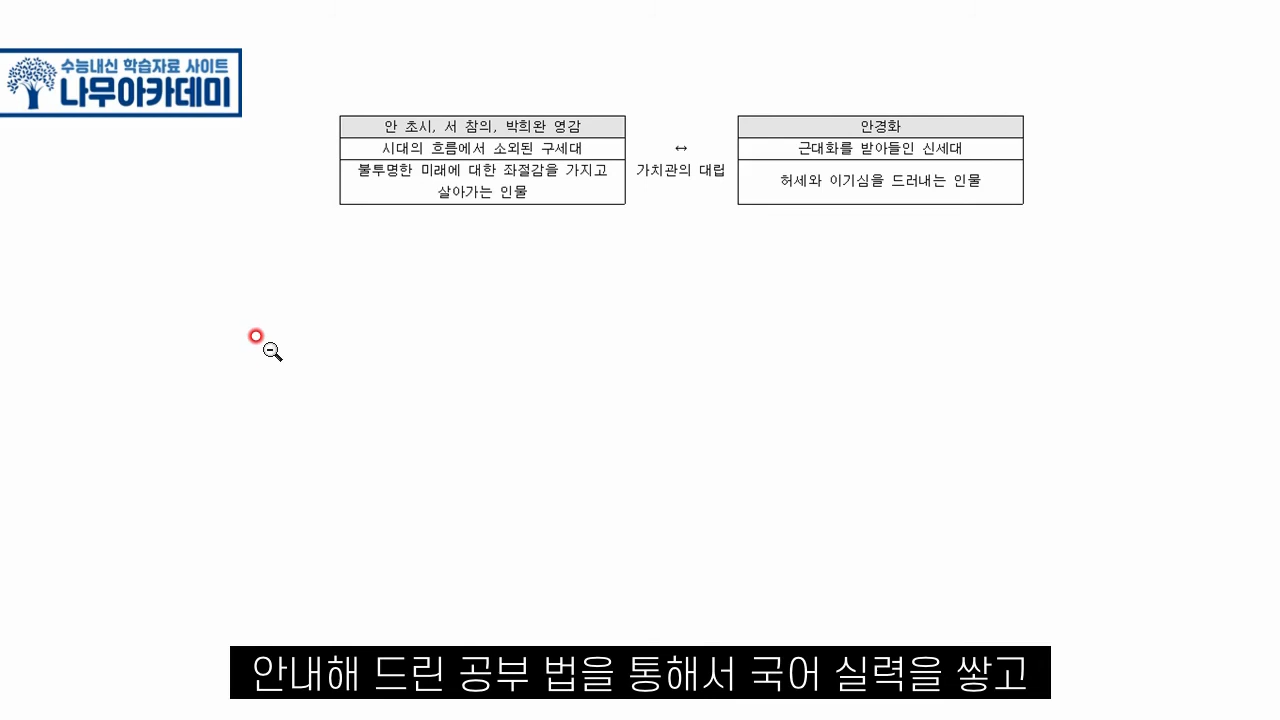 수능내신 학습자료 사이트
나무아카데미
안 초시, 서 참의, 박희완 영감
시대의 흐름에서 소외된 구세대
불투명한 미래에 대한 좌절감을 가지고
살아가는 인물
↔
가치관의 대립
안경화
근대화를 받아들인 신세대
허세와 이기심을 드러내는 인물
안내해 드린 공부 법을 통해서 국어 실력을 쌓고